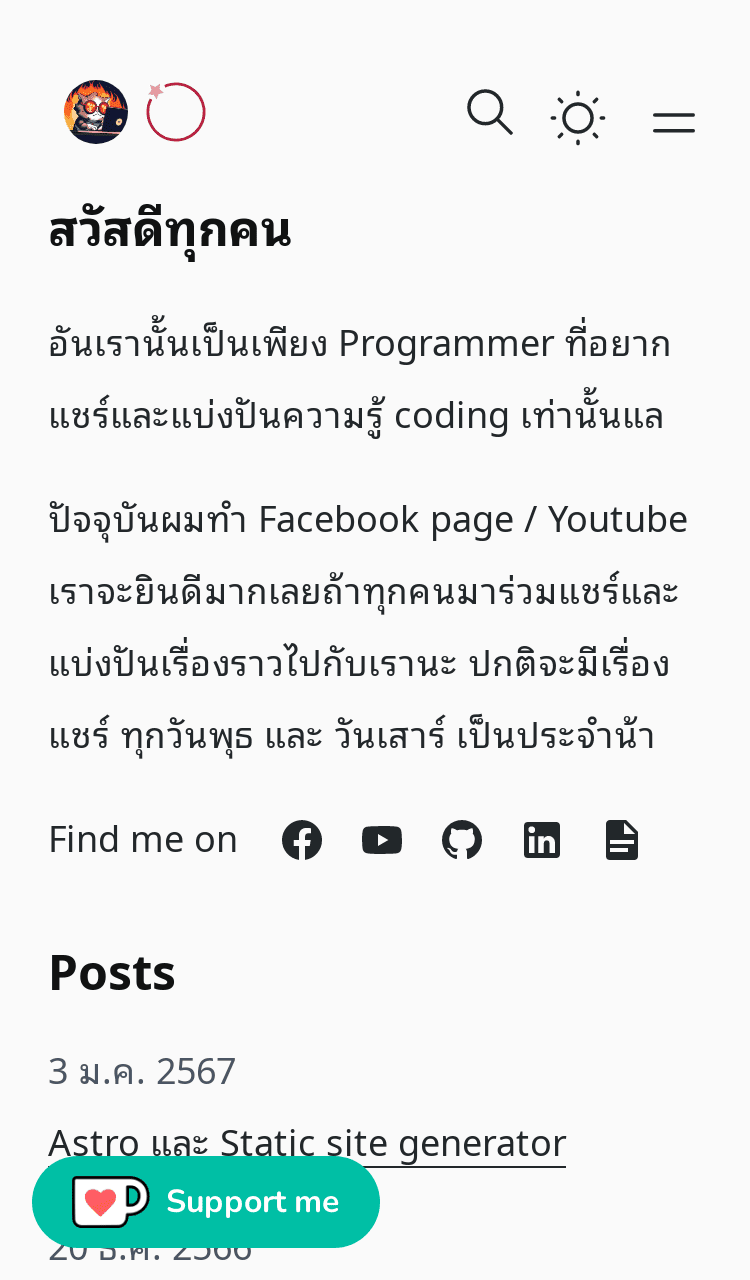 สวัสดีทุกคน
อันเรานั้นเป็นเพียง Programmer ที่อยาก
แชร์และแบ่งปันความรู้ coding เท่านั้นแล
ปัจจุบันผมทำ Facebook page / Youtube
เราจะยินดีมากเลยถ้าทุกคนมาร่วมแชร์และ
แบ่งปันเรื่องราวไปกับเรานะ ปกติจะมีเรื่อง
แชร์ ทุกวันพุธ และ วันเสาร์ เป็นประจำน้า
Find me on
Posts
3 ม.ค. 2567
Astro และ Static site generator
Support me
20 ธ.ค. 2566